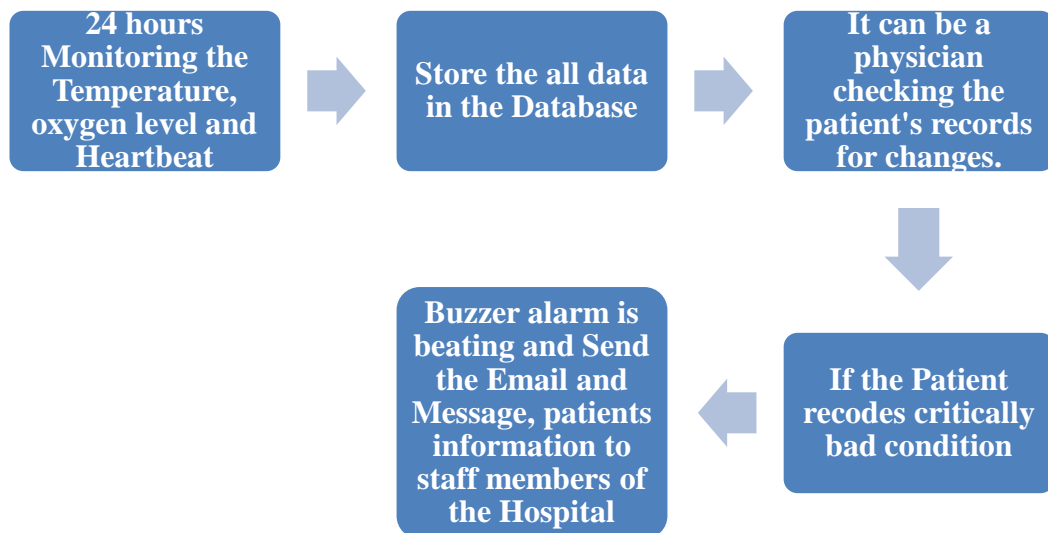 24 hours
Monitoring the
Temperature,
oxygen level and
Heartbeat
Store the all data
in the Database
It can be a
physician
checking the
patient's records
for changes.
If the Patient
recodes critically
bad condition
Buzzer alarm is
beating and Send
the Email and
Message, patients
information to
staff members of
the Hospital